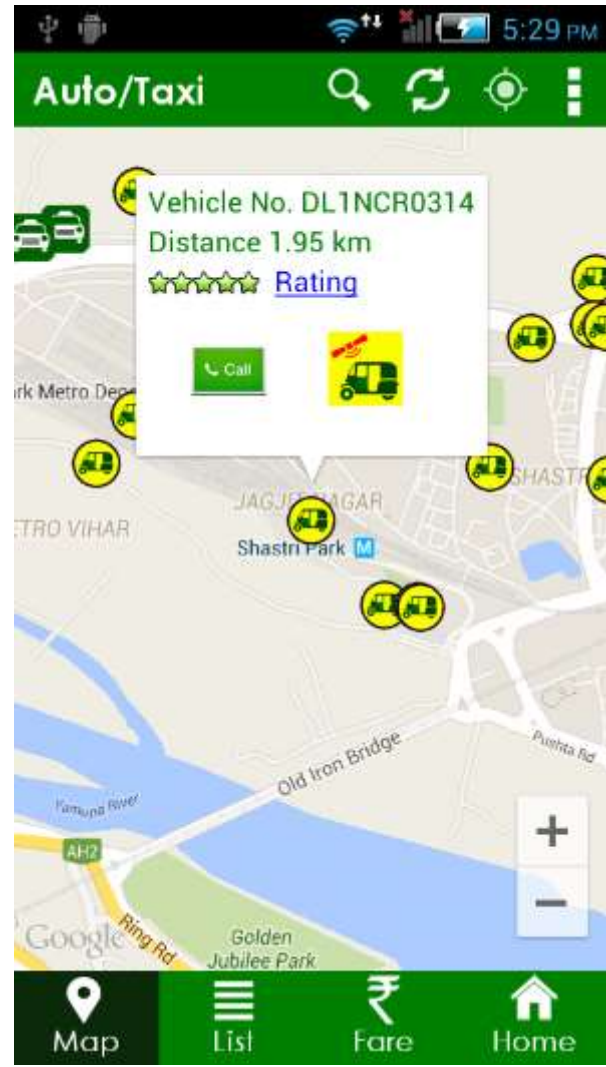 5:29 PM
Auto/Taxi
Vehicle No. DL1NCR0314
Distance 1.95 km
Rating
Call
rk Metro Dep
JAGJI NAGAR
SHASTR
TRO VIHAR
Shastri Park M
Old Iron Bridge
Pushta Rd
Yamuna River
AH2
Ring Rd
Google
Golden
Jubilee Park
+
−
Map
List
₹
Fare
Home